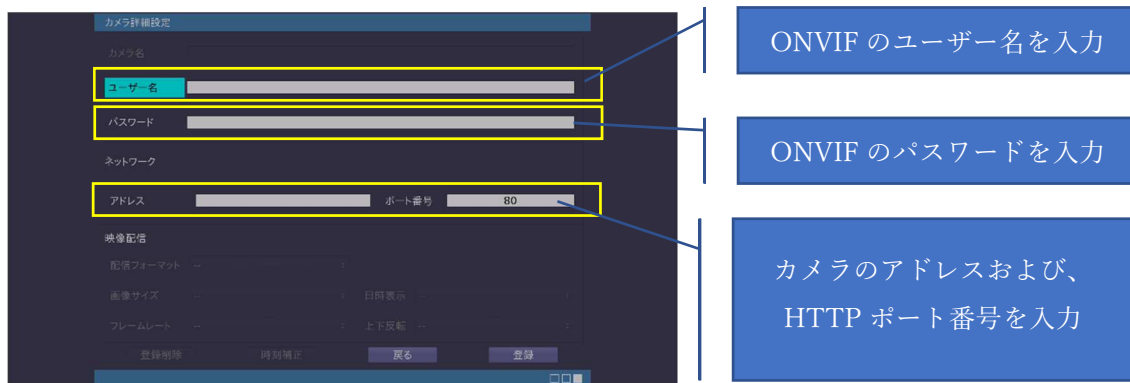 カメラ詳細設定
カメラ名
ユーザー名
パスワード
ネットワーク
アドレス ポート番号 80
映像配信
配信フォーマット --
画像サイズ -- 日時表示 --
フレームレート -- 上下反転 --
登録削除 時刻補正 戻る 登録
ONVIF のユーザー名を入力
ONVIF のパスワードを入力
カメラのアドレスおよび、
HTTP ポート番号を入力